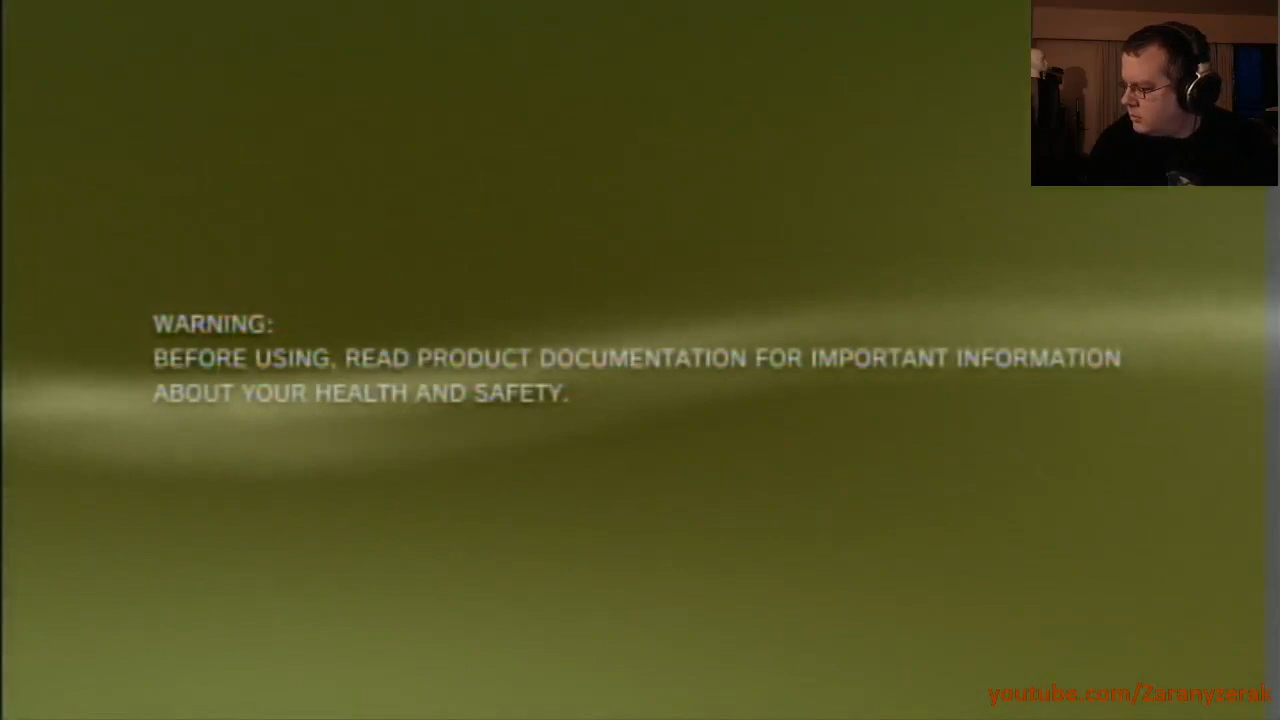 WARNING:
BEFORE USING, READ PRODUCT DOCUMENTATION FOR IMPORTANT INFORMATION
ABOUT YOUR HEALTH AND SAFETY.
youtube.com/Zaranyzerak